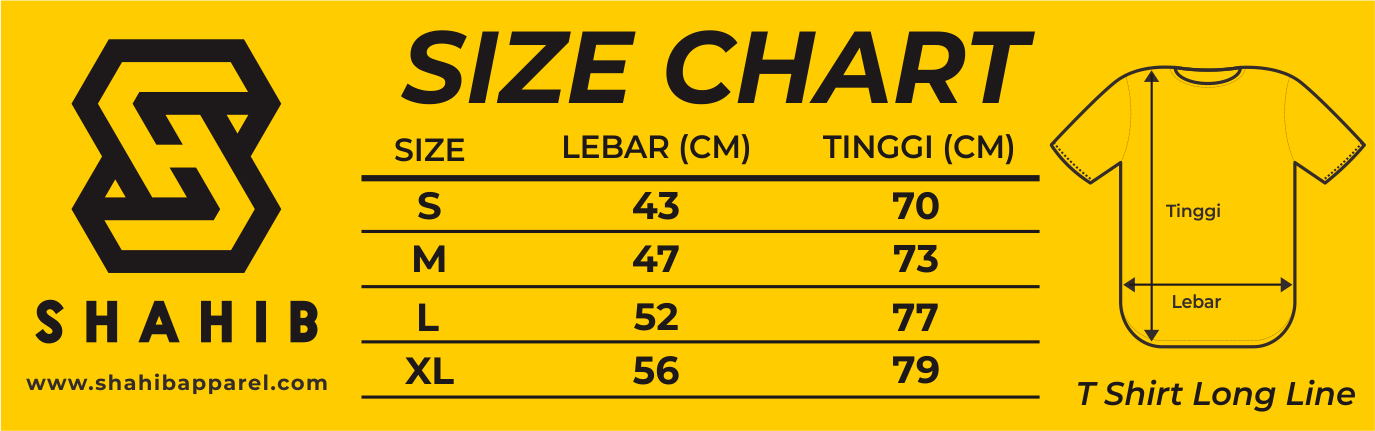 SIZE CHART
SIZE LEBAR (CM) TINGGI (CM)
S 43 70
M 47 73
L 52 77
XL 56 79
SHAHIB
www.shahibapparel.com
Tinggi
Lebar
T Shirt Long Line